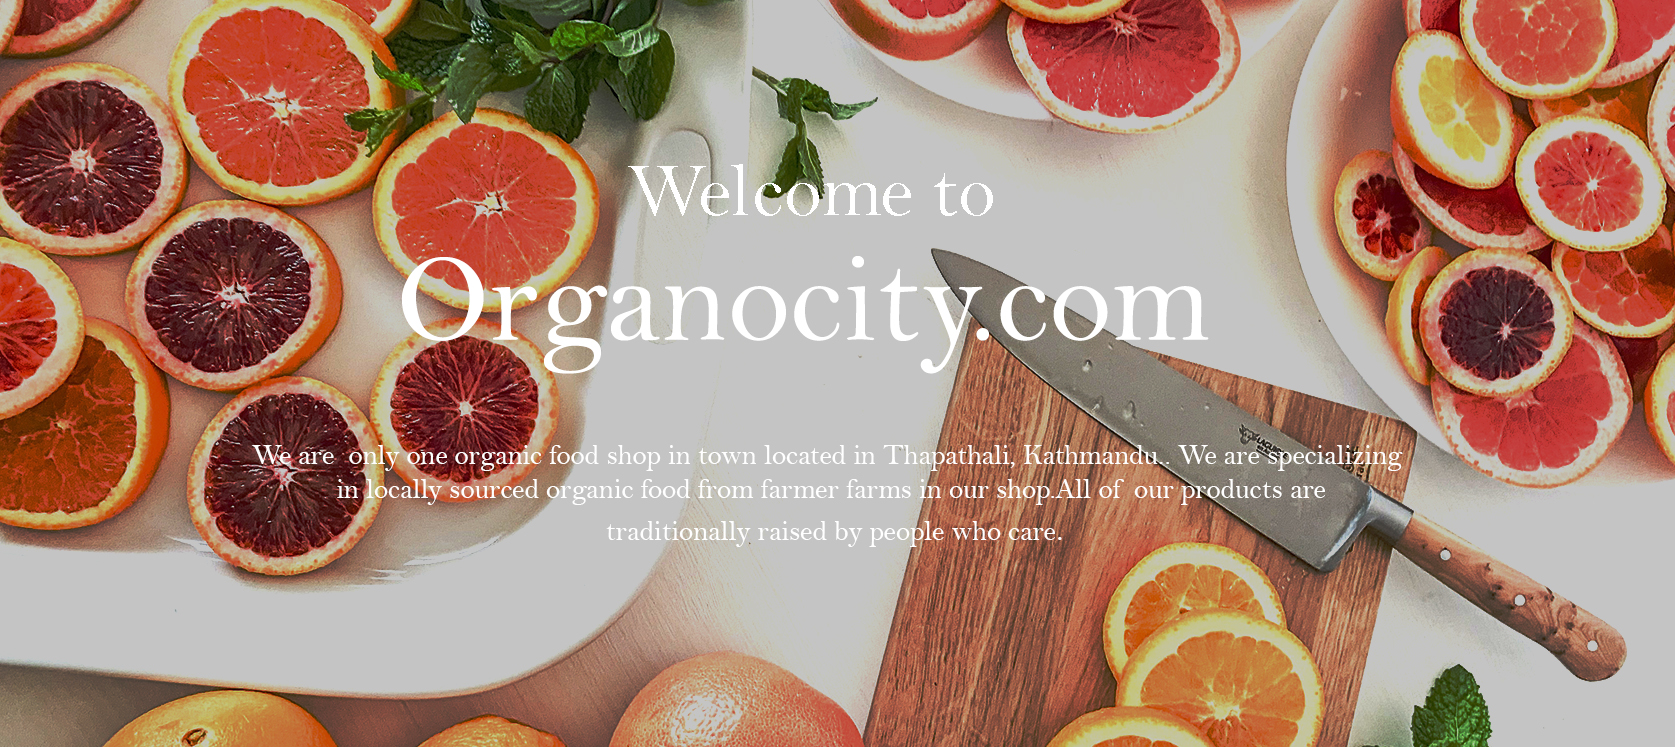 Welcome to
Organocity.com
We are only one organic food shop in town located in Thapathali, Kathmandu.. We are specializing
in locally sourced organic food from farmer farms in our shop.All of our products are
traditionally raised by people who care.